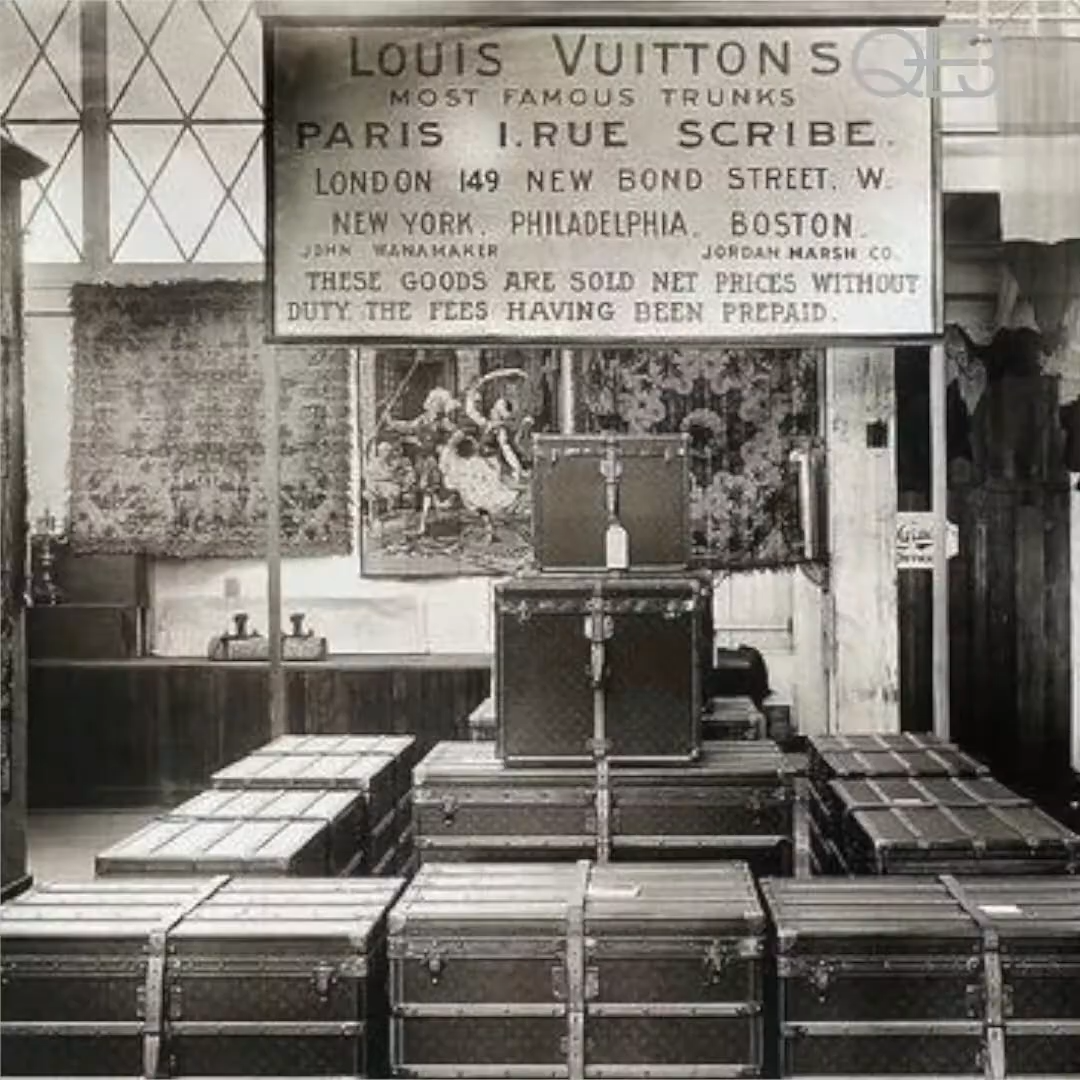 LOUIS VUITTONS
MOST FAMOUS TRUNKS
PARIS 1.RUE SCRIBE.
LONDON 149 NEW BOND STREET. W.
NEW YORK. PHILADELPHIA. BOSTON.
JOHN WANAMAKER JORDAN MARSH CO.
THESE GOODS ARE SOLD NET PRICES WITHOUT
DUTY. THE FEES HAVING BEEN PREPAID.